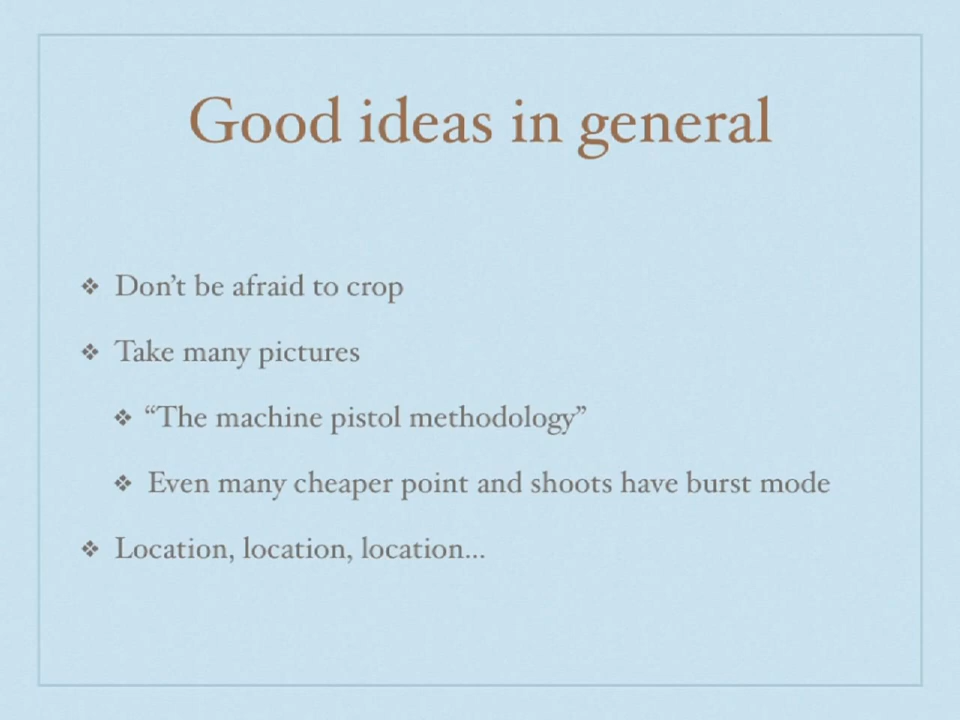 Good ideas in general
❖ Don’t be afraid to crop
❖ Take many pictures
❖ “The machine pistol methodology”
❖ Even many cheaper point and shoots have burst mode
❖ Location, location, location...